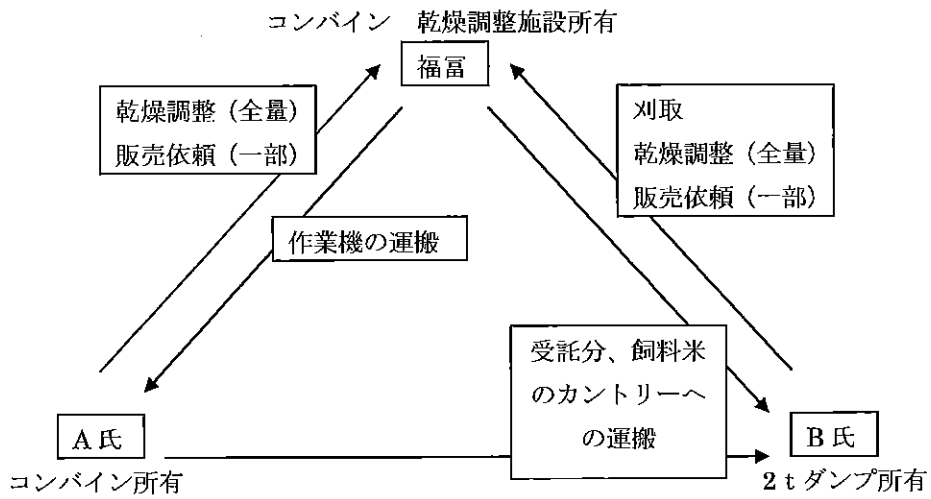 コンバイン 乾燥調整施設所有
福冨
乾燥調整（全量）
販売依頼（一部）
刈取
乾燥調整（全量）
販売依頼（一部）
作業機の運搬
受託分、飼料米
のカントリーへ
の運搬
A氏
コンバイン所有
B氏
2tダンプ所有